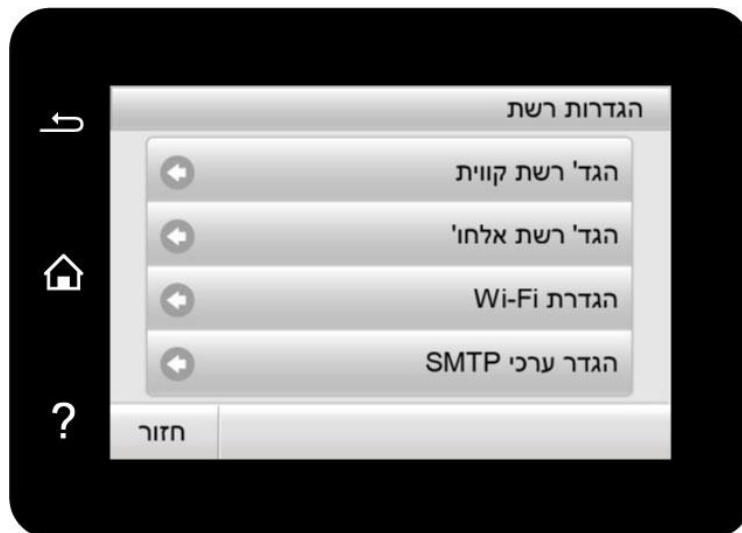 הגדרות רשת
הגד' רשת קווית
הגד' רשת אלחו'
הגדרת Wi-Fi
הגדר ערכי SMTP
?
חזור